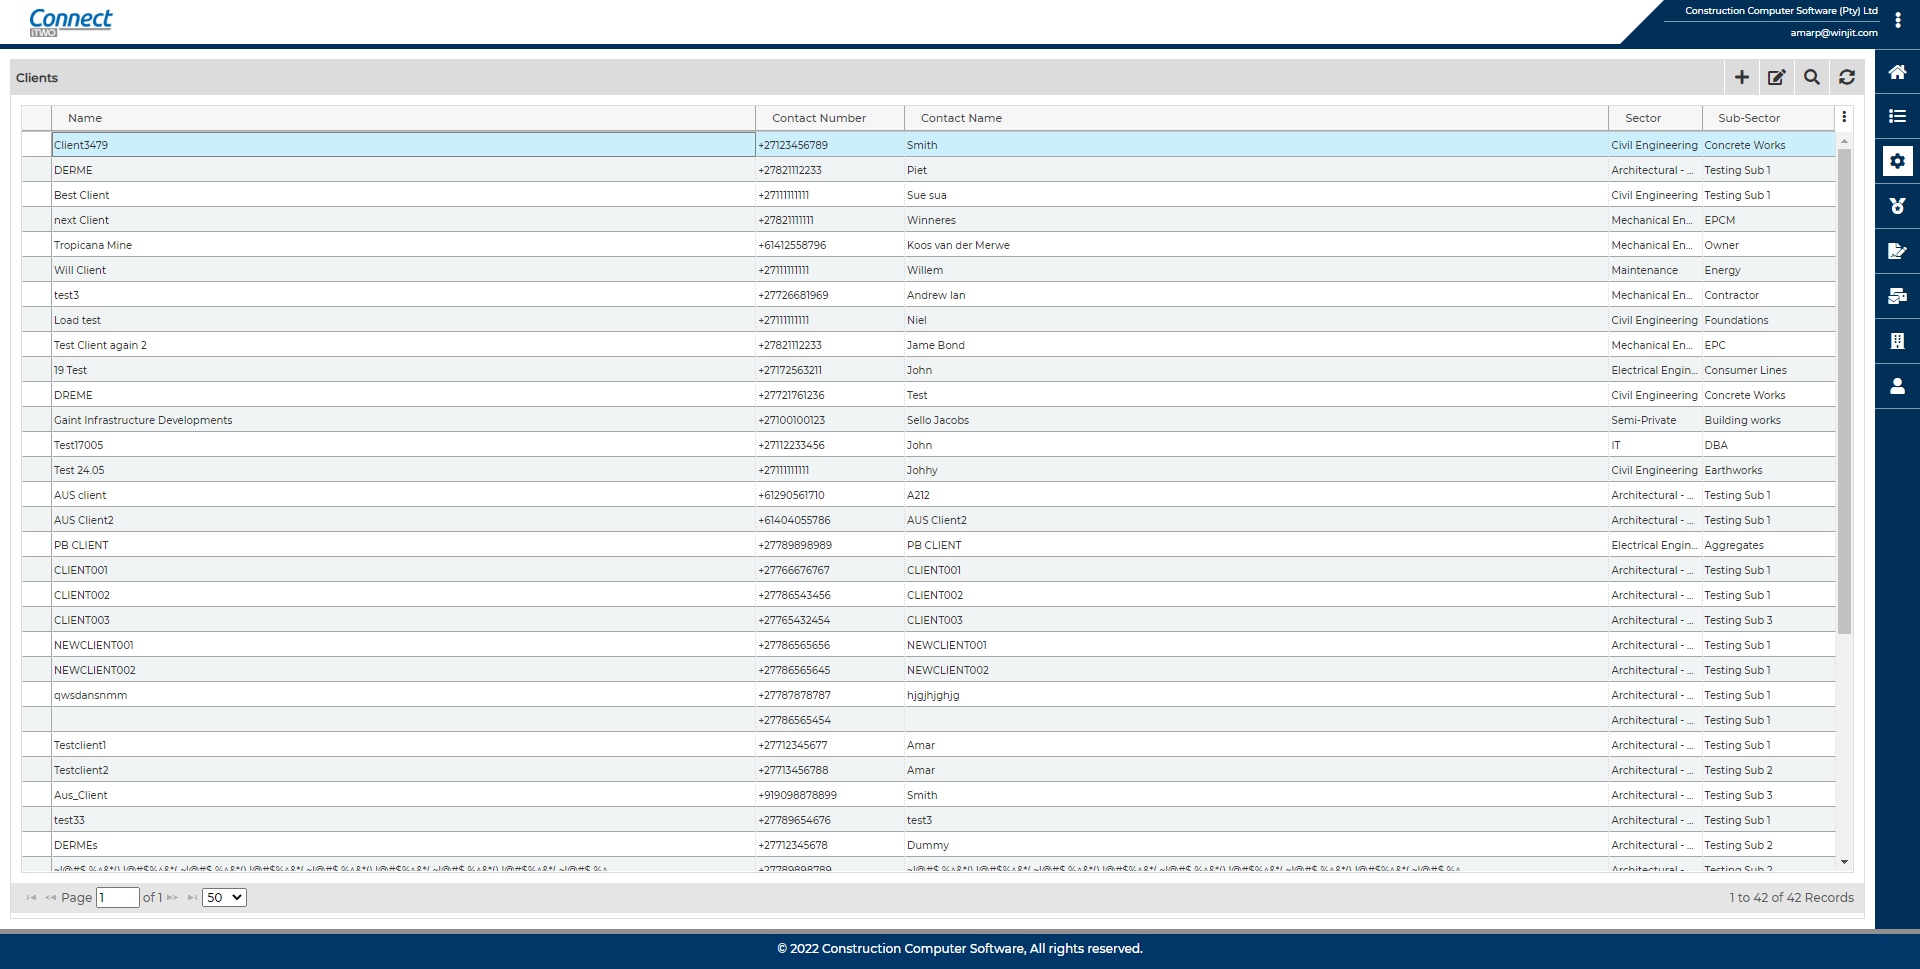 Connect
iTWO
Construction Computer Software (Pty) Ltd
amarp@winjit.com
Clients
Name Contact Number Contact Name Sector Sub-Sector
Client3479 +27123456789 Smith Civil Engineering Concrete Works
DERME +27821112233 Piet Architectural - ... Testing Sub 1
Best Client +27111111111 Sue sua Civil Engineering Testing Sub 1
next Client +27821111111 Winneres Mechanical En... EPCM
Tropicana Mine +61412558796 Koos van der Merwe Mechanical En... Owner
Will Client +27111111111 Willem Maintenance Energy
test3 +27726681969 Andrew Ian Mechanical En... Contractor
Load test +27111111111 Niel Civil Engineering Foundations
Test Client again 2 +27821112233 Jame Bond Mechanical En... EPC
19 Test +27172563211 John Electrical Engin... Consumer Lines
DREME +27721761236 Test Civil Engineering Concrete Works
Gaint Infrastructure Developments +27100100123 Sello Jacobs Semi-Private Building works
Test17005 +27112233456 John IT DBA
Test 24.05 +27111111111 Johhy Civil Engineering Earthworks
AUS client +61290561710 A212 Architectural - ... Testing Sub 1
AUS Client2 +61404055786 AUS Client2 Architectural - ... Testing Sub 1
PB CLIENT +27789898989 PB CLIENT Electrical Engin... Aggregates
CLIENT001 +27766676767 CLIENT001 Architectural - ... Testing Sub 1
CLIENT002 +27786543456 CLIENT002 Architectural - ... Testing Sub 1
CLIENT003 +27765432454 CLIENT003 Architectural - ... Testing Sub 3
NEWCLIENT001 +27786565656 NEWCLIENT001 Architectural - ... Testing Sub 1
NEWCLIENT002 +27786565645 NEWCLIENT002 Architectural - ... Testing Sub 1
qwsdansnmm +27787878787 hjgjhjghjg Architectural - ... Testing Sub 1
+27786565454 Architectural - ... Testing Sub 1
Testclient1 +27712345677 Amar Architectural - ... Testing Sub 1
Testclient2 +27713456788 Amar Architectural - ... Testing Sub 2
Aus_Client +919098878899 Smith Architectural - ... Testing Sub 3
test33 +27789654676 test3 Architectural - ... Testing Sub 1
DERMEs +27712345678 Dummy Architectural - ... Testing Sub 2
+27789898789 Architectural - ... Testing Sub 2
Page 1 of 1 50 1 to 42 of 42 Records
© 2022 Construction Computer Software, All rights reserved.